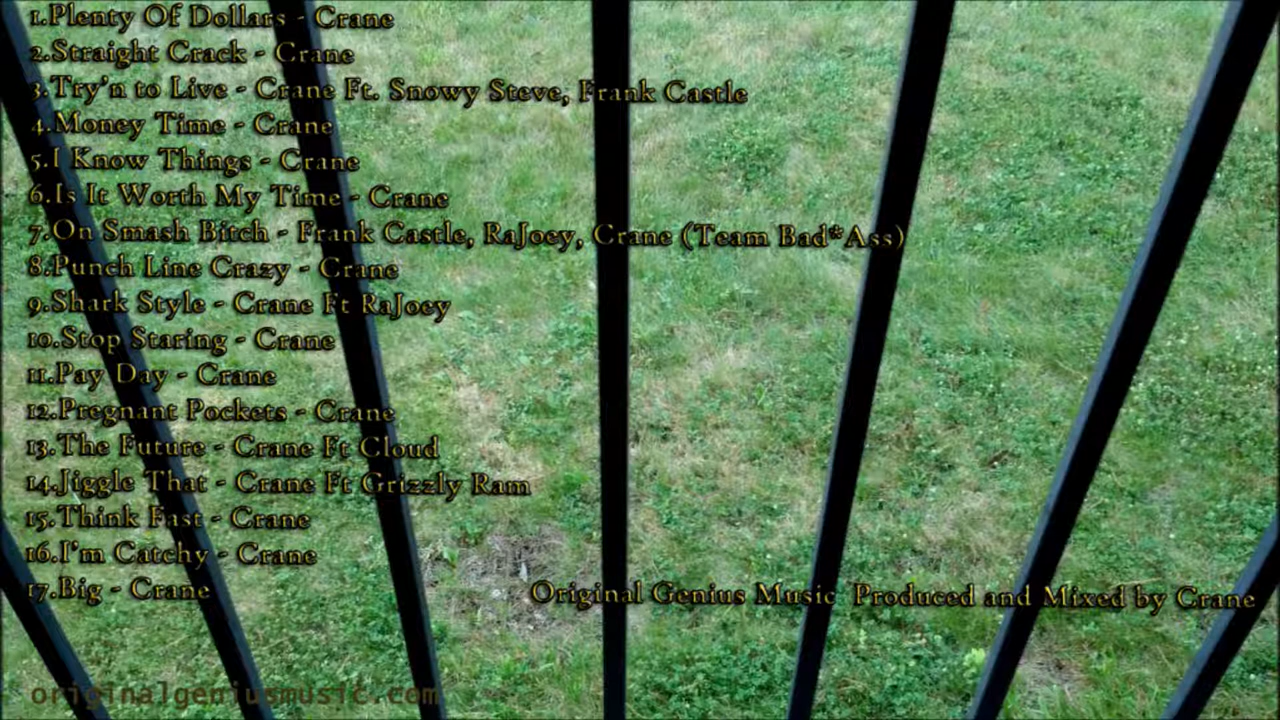 1.Plenty Of Dollars - Crane
2.Straight Crack - Crane
3.Try'n to Live - Crane Ft. Snowy Steve, Frank Castle
4.Money Time - Crane
5.I Know Things - Crane
6.Is It Worth My Time - Crane
7.On Smash Bitch - Frank Castle, RaJoey, Crane (Team Bad*Ass)
8.Punch Line Crazy - Crane
9.Shark Style - Crane Ft RaJoey
10.Stop Staring - Crane
11.Pay Day - Crane
12.Pregnant Pockets - Crane
13.The Future - Crane Ft Cloud
14.Jiggle That - Crane Ft Grizzly Ram
15.Think Fast - Crane
16.I'm Catchy - Crane
17.Big - Crane
Original Genius Music Produced and Mixed by Crane
originalgeniusmusic.com